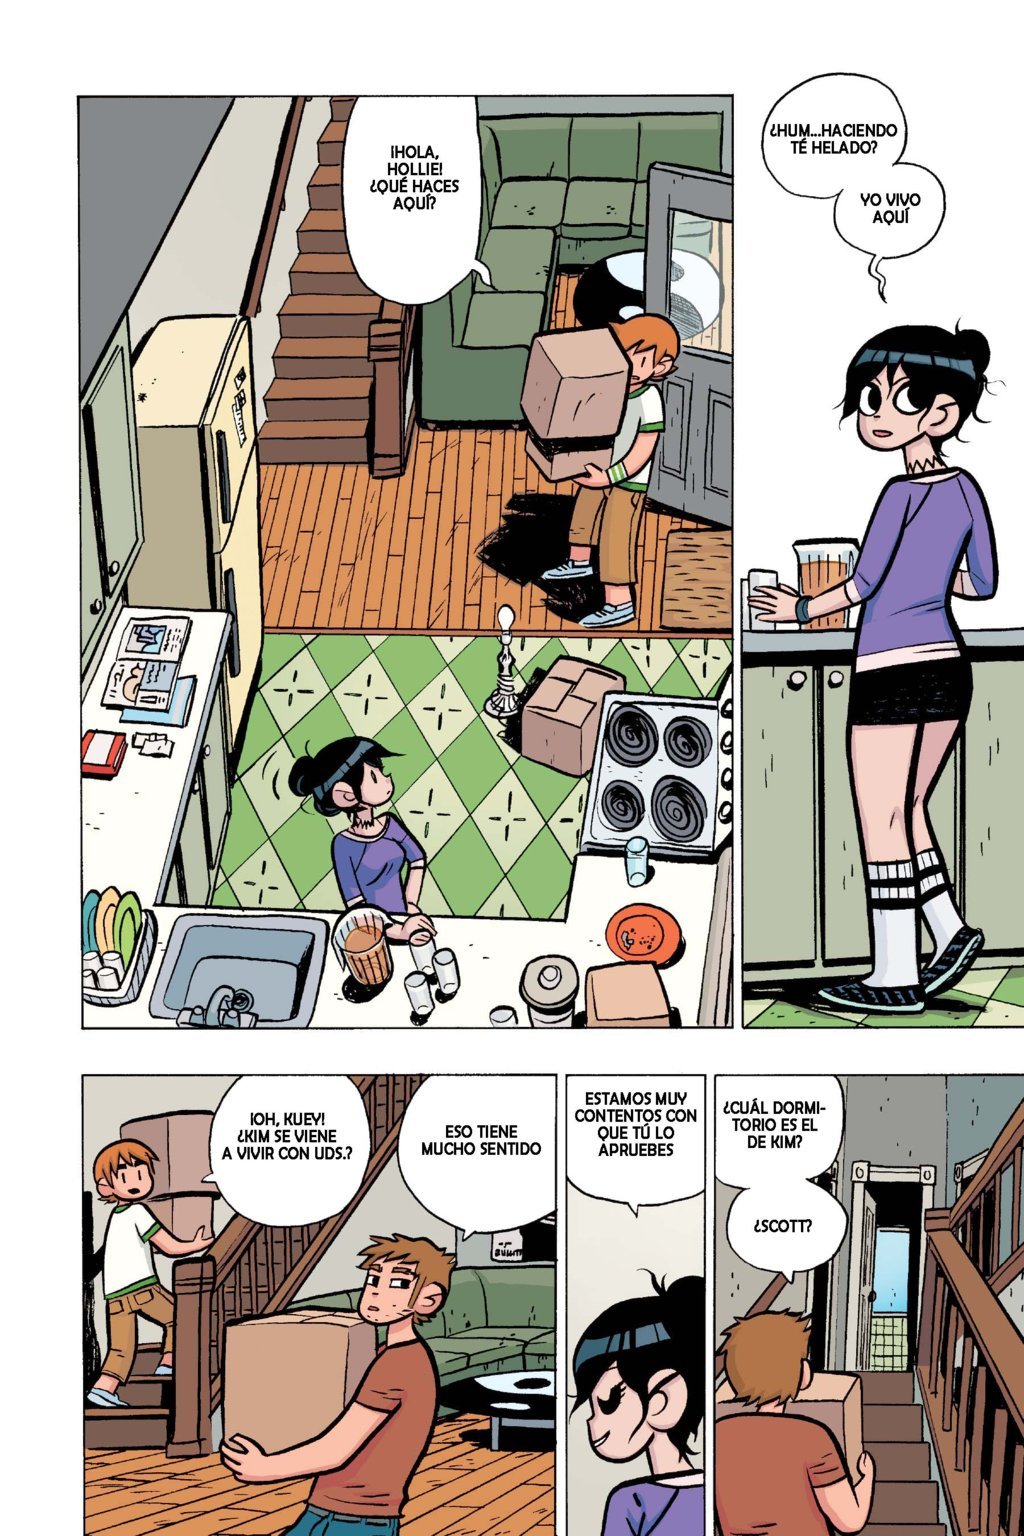 ¡HOLA,
HOLLIE!
¿QUÉ HACES
AQUÍ?
¿HUM...HACIENDO
TÉ HELADO?
YO VIVO
AQUÍ
¡OH, KUEY!
¿KIM SE VIENE
A VIVIR CON UDS.?
ESO TIENE
MUCHO SENTIDO
ESTAMOS MUY
CONTENTOS CON
QUE TÚ LO
APRUEBES
¿CUÁL DORMI-
TORIO ES EL
DE KIM?
¿SCOTT?